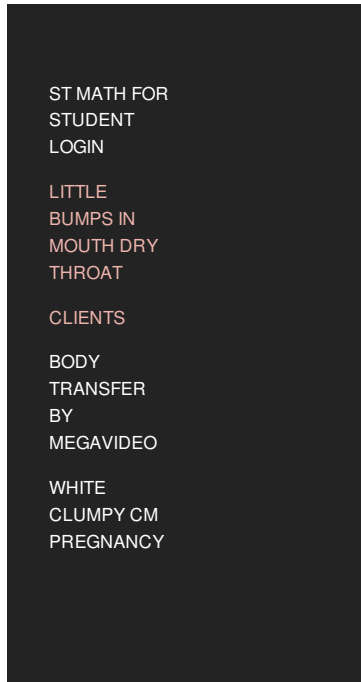 ST MATH FOR
STUDENT
LOGIN
LITTLE
BUMPS IN
MOUTH DRY
THROAT
CLIENTS
BODY
TRANSFER
BY
MEGAVIDEO
WHITE
CLUMPY CM
PREGNANCY